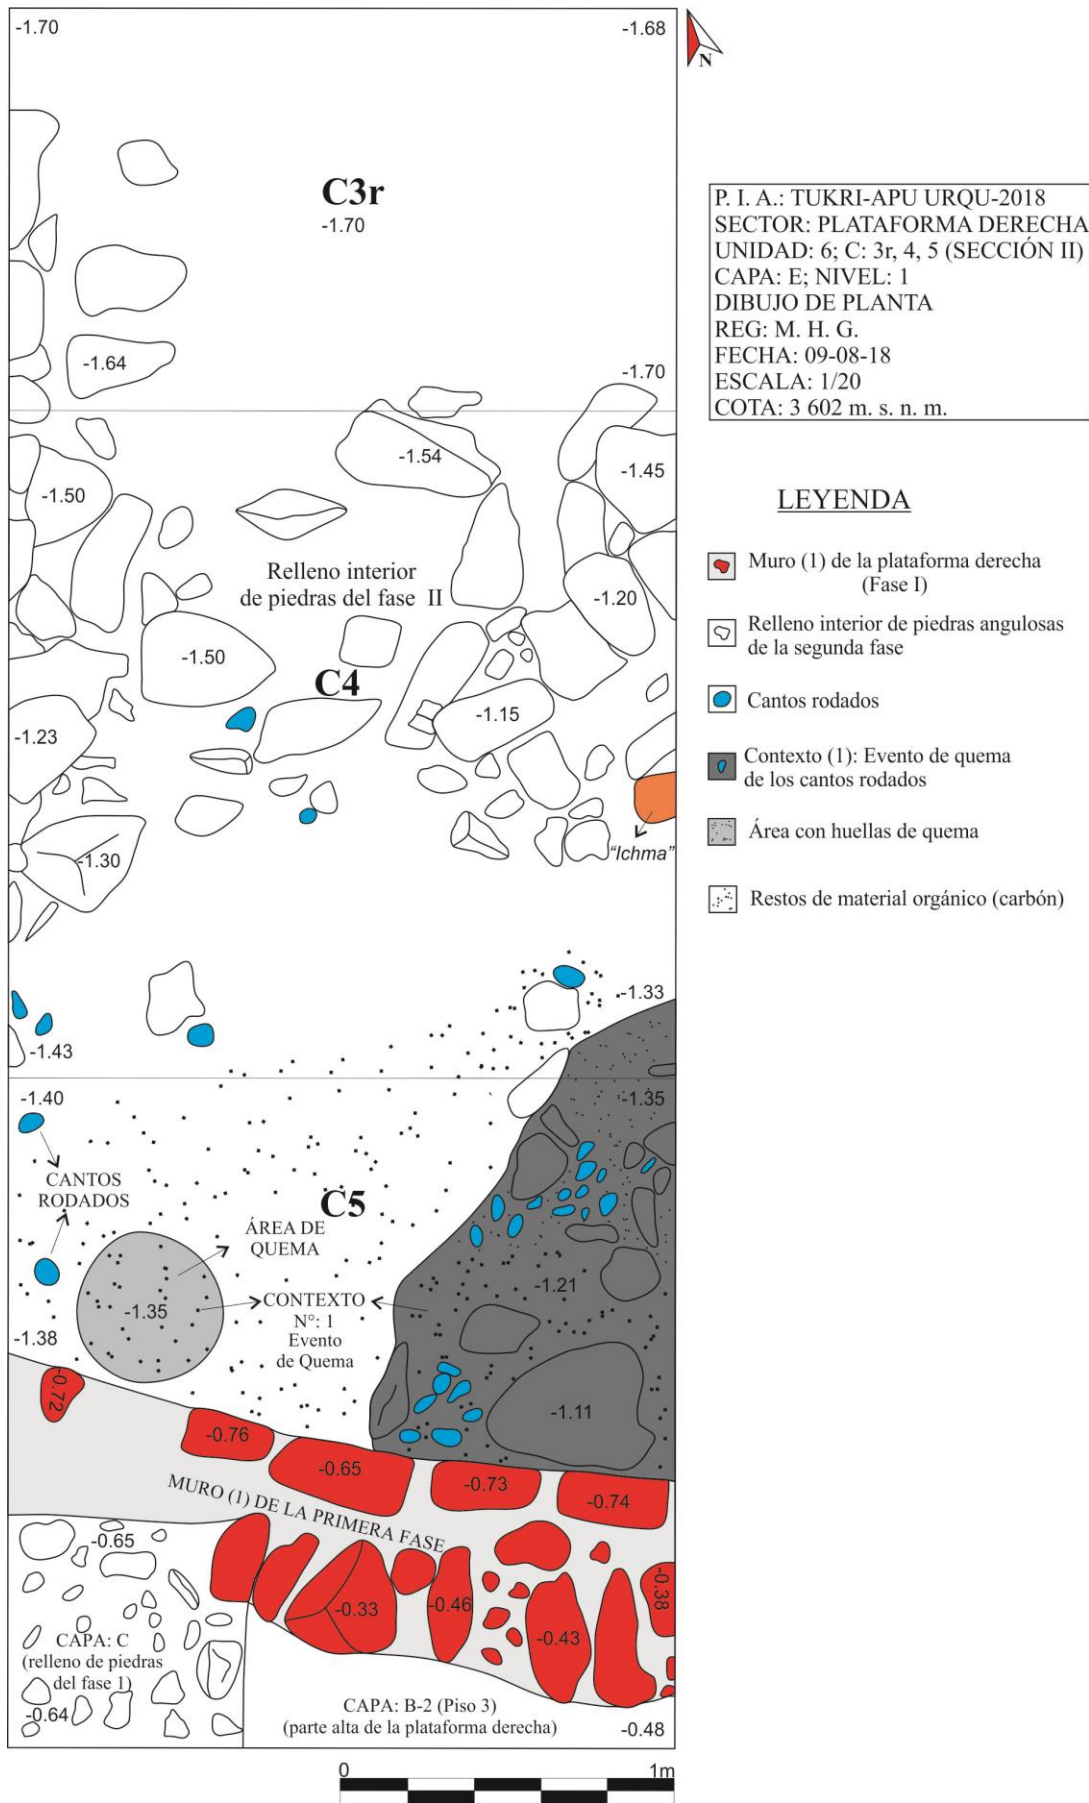 -1.70
-1.68
N
C3r
-1.70
-1.64
-1.70
P. I. A.: TUKRI-APU URQU-2018
SECTOR: PLATAFORMA DERECHA
UNIDAD: 6; C: 3r, 4, 5 (SECCIÓN II)
CAPA: E; NIVEL: 1
DIBUJO DE PLANTA
REG: M. H. G.
FECHA: 09-08-18
ESCALA: 1/20
COTA: 3 602 m. s. n. m.
LEYENDA
Muro (1) de la plataforma derecha
(Fase I)
Relleno interior de piedras angulosas
de la segunda fase
Cantos rodados
Contexto (1): Evento de quema
de los cantos rodados
Área con huellas de quema
Restos de material orgánico (carbón)
-1.54
-1.45
-1.50
Relleno interior
de piedras del fase II
-1.20
-1.50
C4
-1.15
-1.23
"Ichma"
-1.30
-1.33
-1.43
-1.40
-1.35
CANTOS
RODADOS
C5
ÁREA DE
QUEMA
-1.21
-1.35
CONTEXTO
N°: 1
Evento
de Quema
-1.38
-0.72
-1.11
-0.76
-0.65
-0.73
-0.74
MURO (1) DE LA PRIMERA FASE
-0.65
-0.33
-0.46
-0.43
-0.38
CAPA: C
(relleno de piedras
del fase 1)
-0.64
CAPA: B-2 (Piso 3)
(parte alta de la plataforma derecha)
-0.48
0
1m